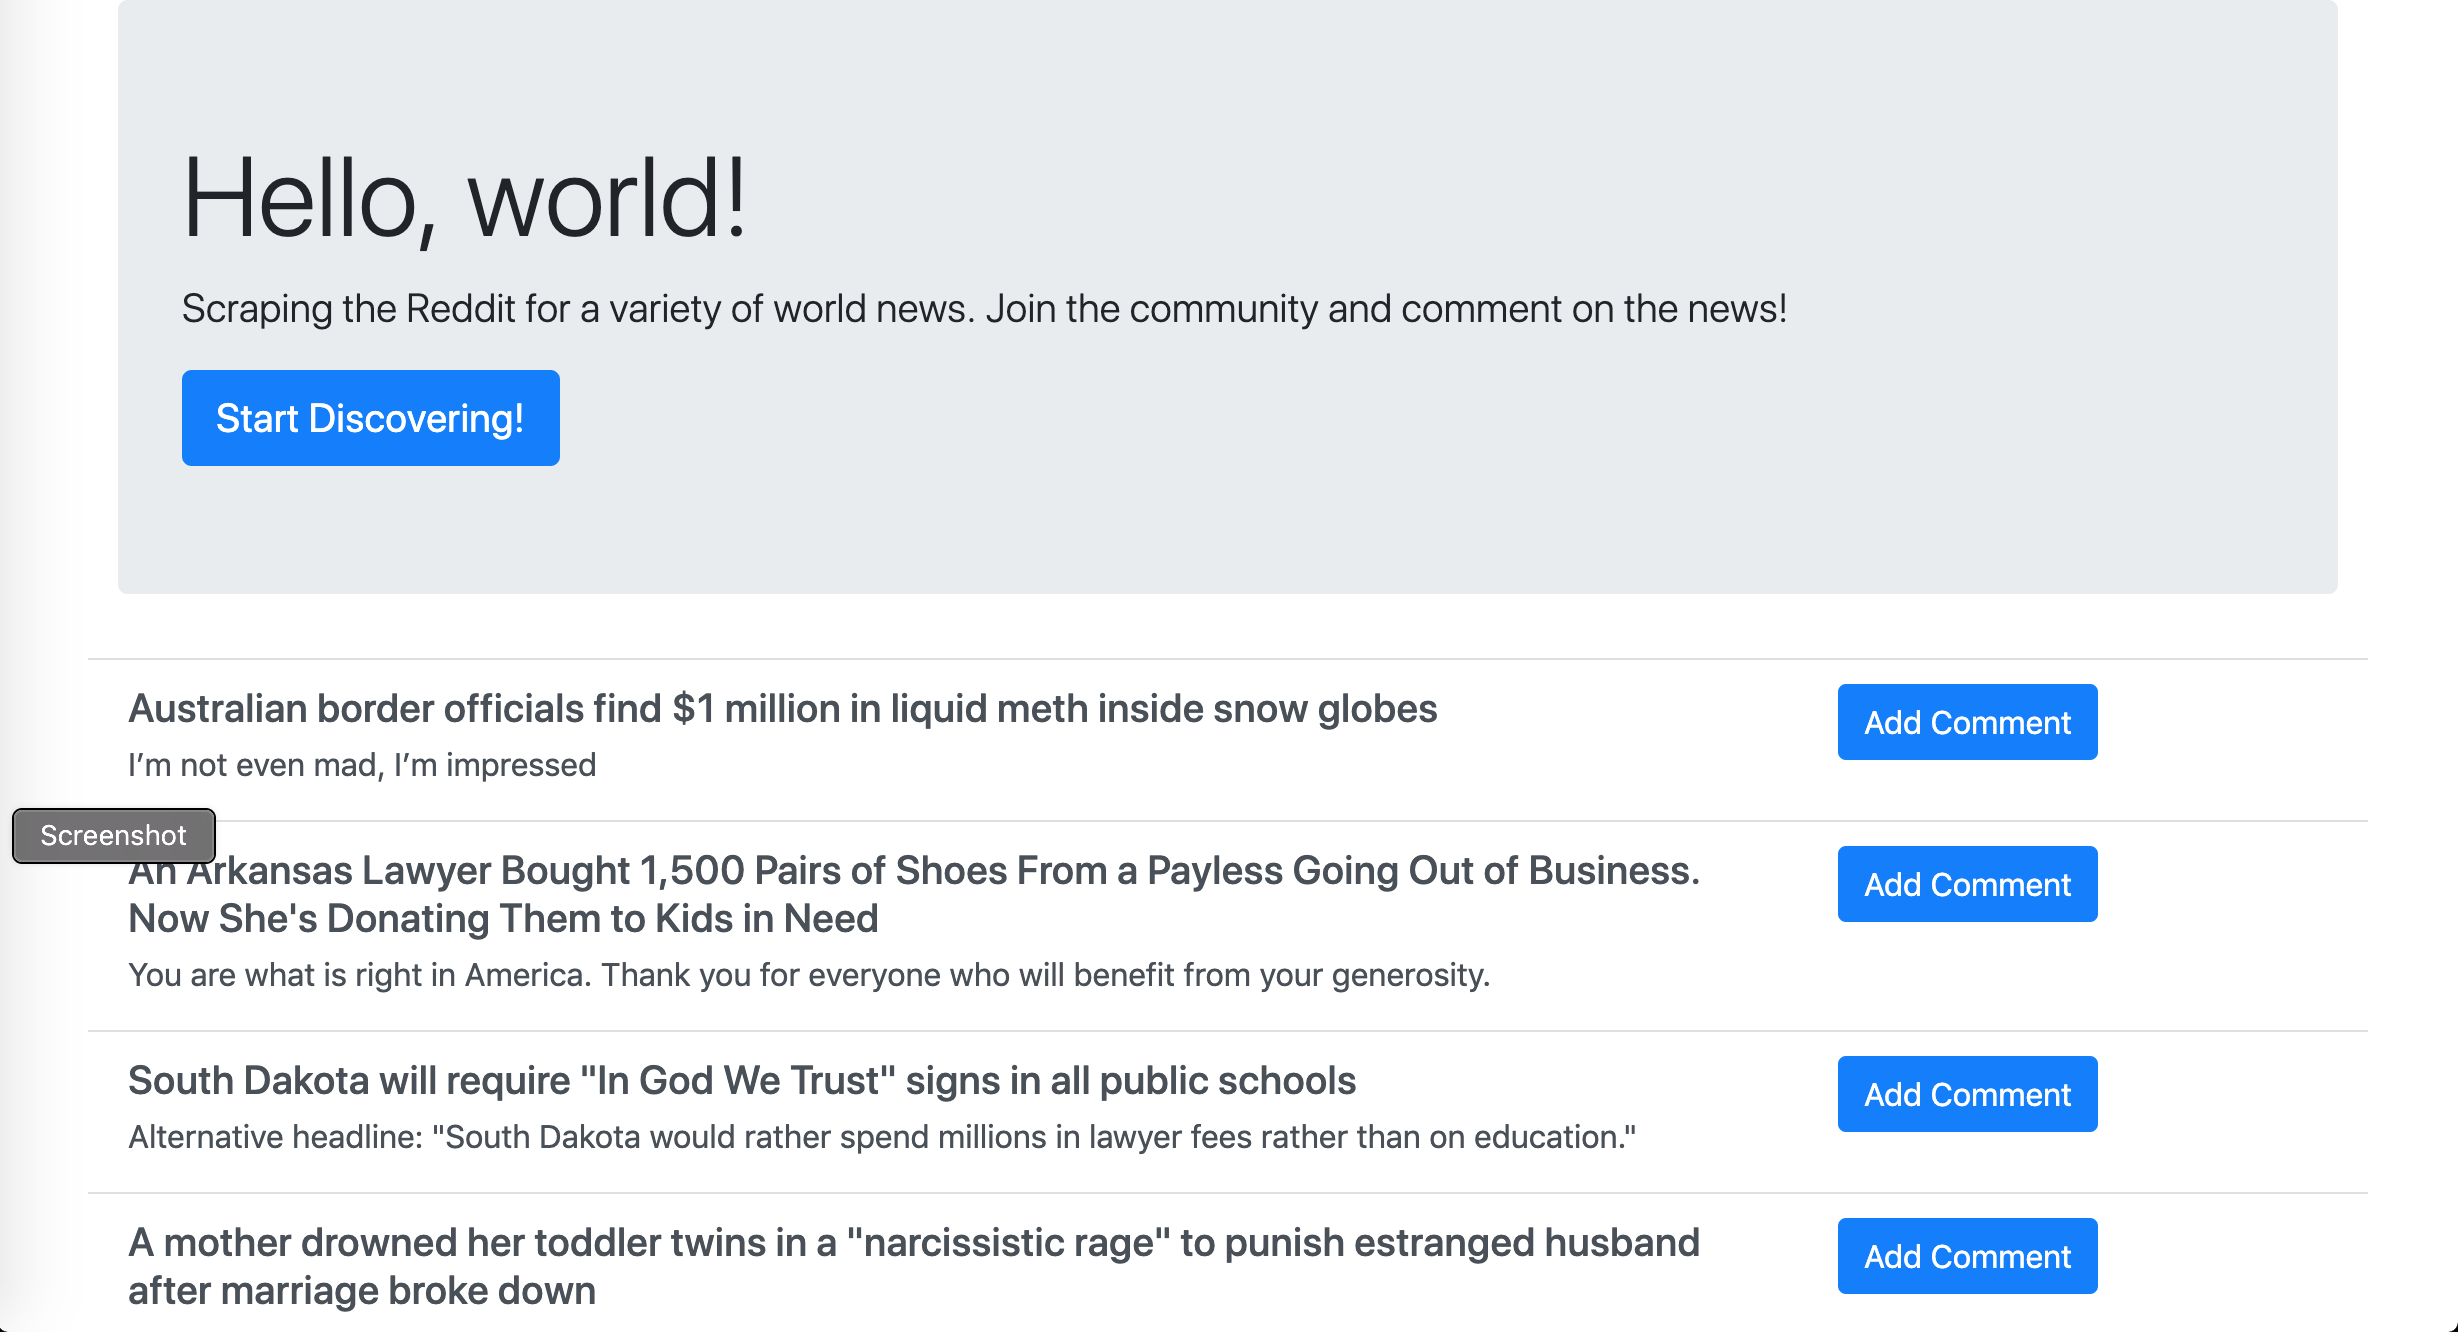 Hello, world!
Scraping the Reddit for a variety of world news. Join the community and comment on the news!
Start Discovering!
Australian border officials find $1 million in liquid meth inside snow globes
Add Comment
I’m not even mad, I’m impressed
Screenshot
An Arkansas Lawyer Bought 1,500 Pairs of Shoes From a Payless Going Out of Business.
Now She's Donating Them to Kids in Need
Add Comment
You are what is right in America. Thank you for everyone who will benefit from your generosity.
South Dakota will require "In God We Trust" signs in all public schools
Add Comment
Alternative headline: "South Dakota would rather spend millions in lawyer fees rather than on education."
A mother drowned her toddler twins in a "narcissistic rage" to punish estranged husband
after marriage broke down
Add Comment